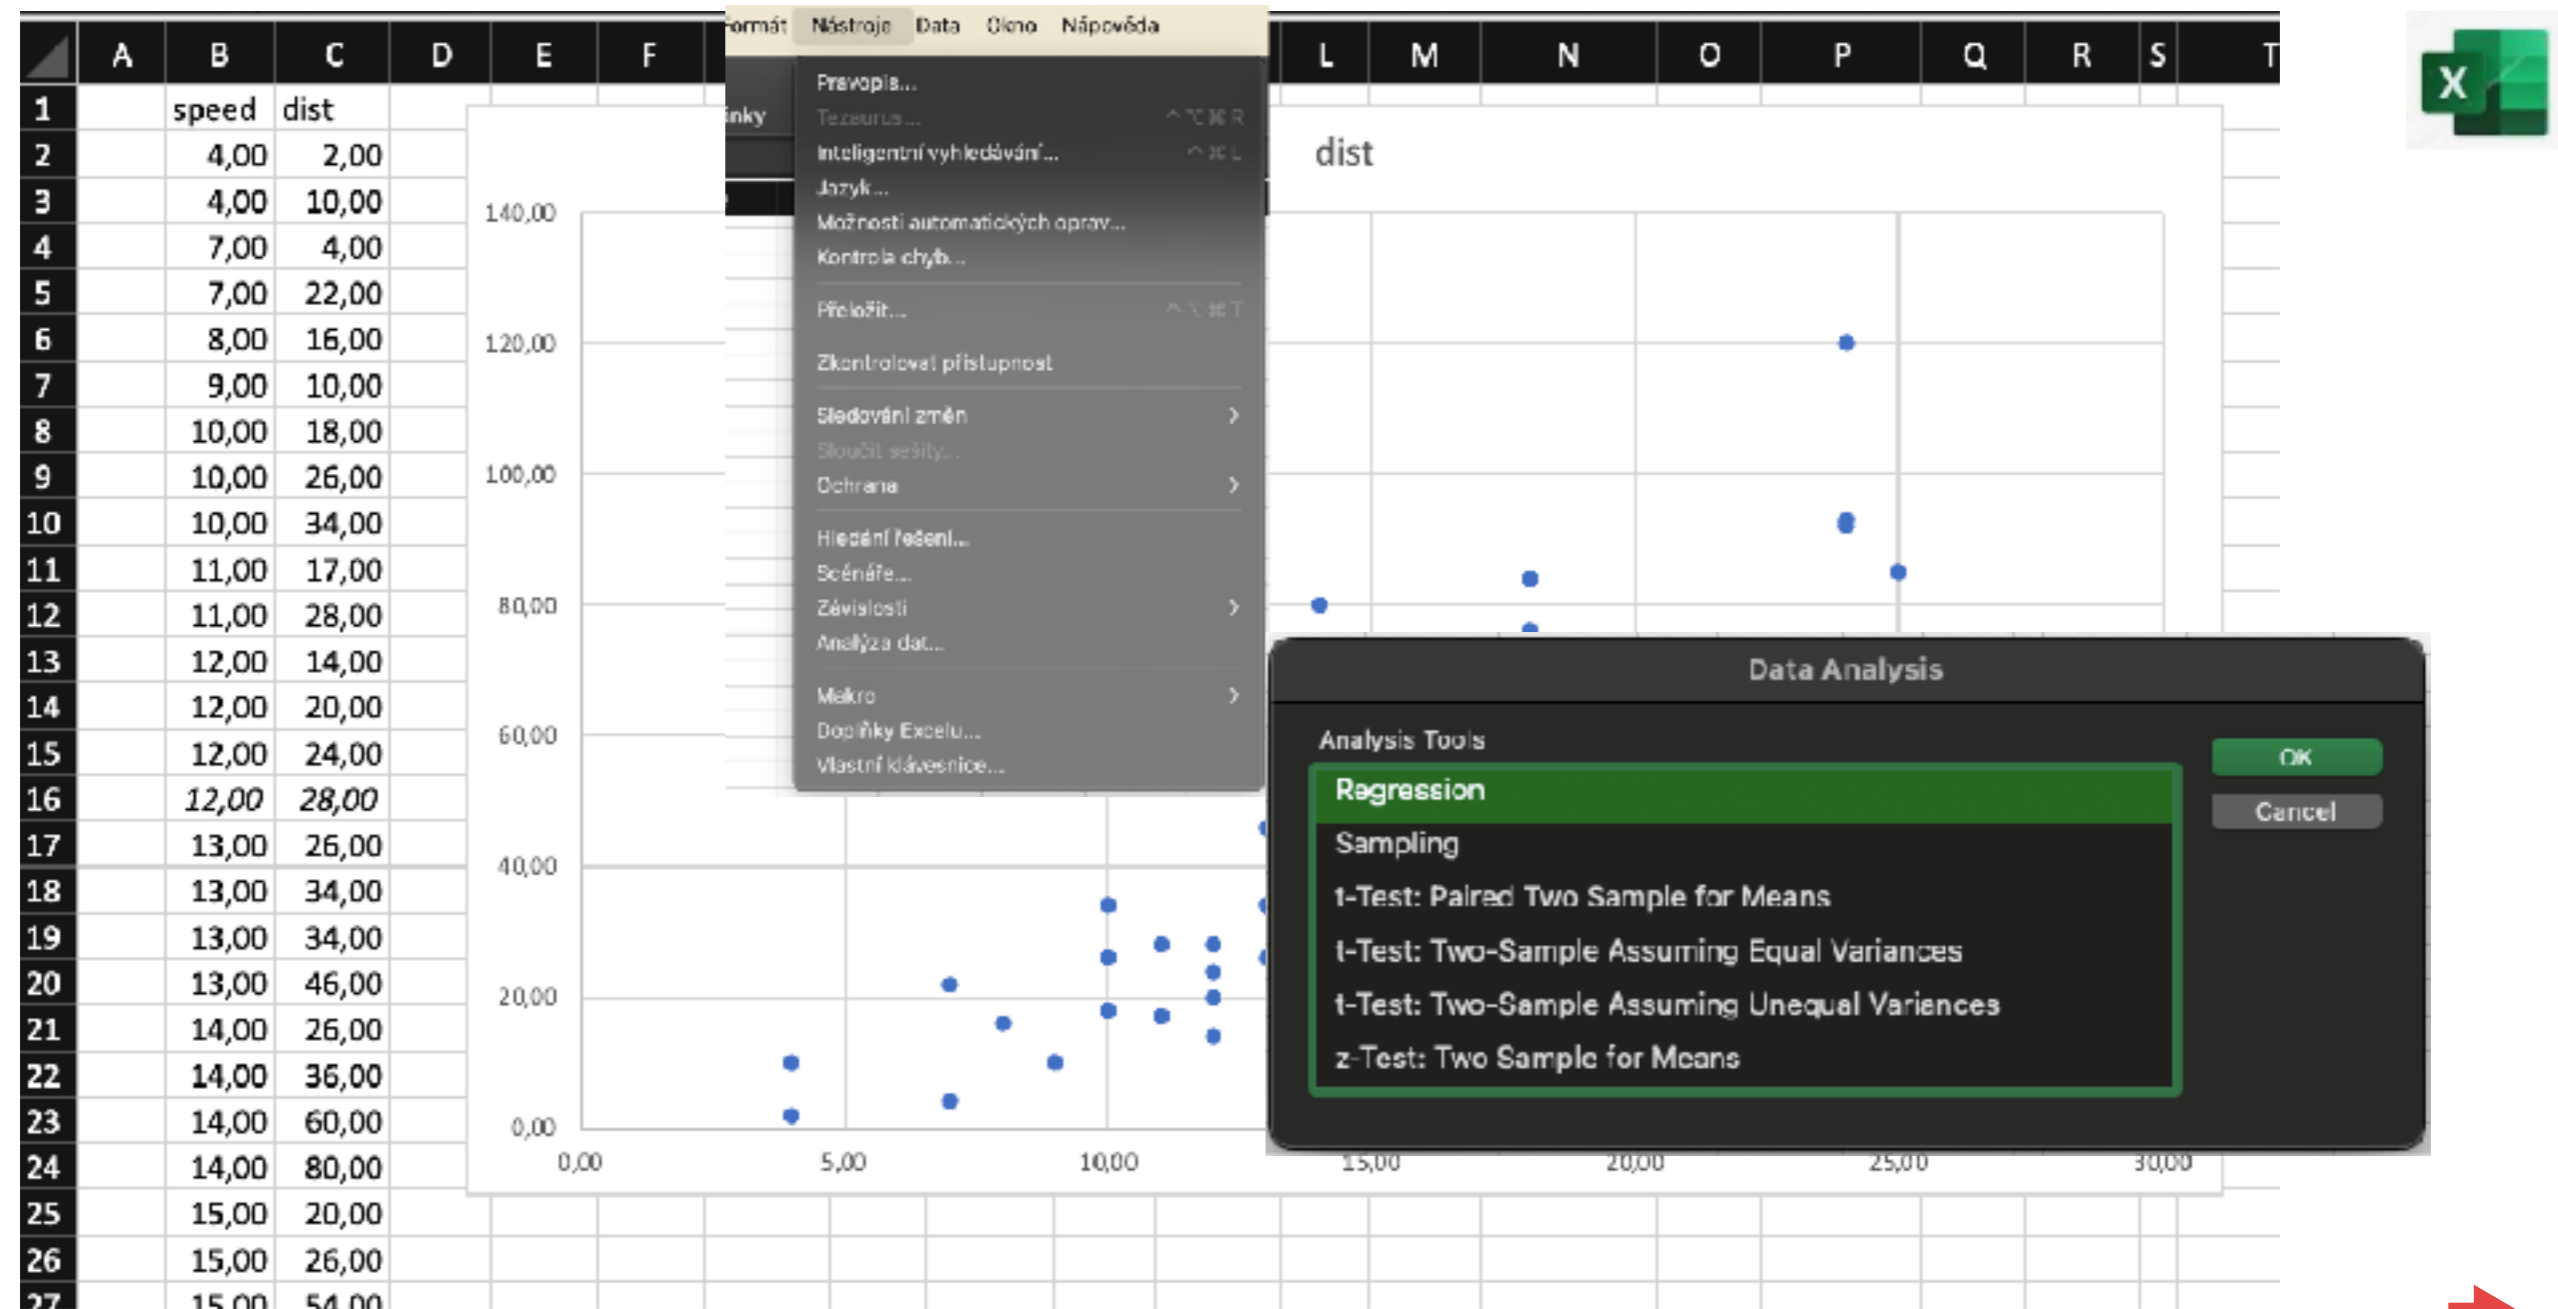 Formát Nástroje Data Okno Nápověda
A B C D E F L M N O P Q R S T
X
1 speed dist
2 4,00 2,00
3 4,00 10,00
4 7,00 4,00
5 7,00 22,00
6 8,00 16,00
7 9,00 10,00
8 10,00 18,00
9 10,00 26,00
10 10,00 34,00
11 11,00 17,00
12 11,00 28,00
13 12,00 14,00
14 12,00 20,00
15 12,00 24,00
16 12,00 28,00
17 13,00 26,00
18 13,00 34,00
19 13,00 34,00
20 13,00 46,00
21 14,00 26,00
22 14,00 36,00
23 14,00 60,00
24 14,00 80,00
25 15,00 20,00
26 15,00 26,00
27 15,00 54,00
dist
140,00
120,00
100,00
80,00
60,00
40,00
20,00
0,00
0,00 5,00 10,00 15,00 20,00 25,00 30,00
inky
Pravopis...
Tezaurus... ^⌥⌘R
Inteligentní vyhledávání... ^⌘L
Jazyk...
Možnosti automatických oprav...
Kontrola chyb...
Přeložit... ^⌥⌘T
Zkontrolovat přístupnost
Sledování změn
Sloučit sešity...
Ochrana
Hledání řešení...
Scénáře...
Závislosti
Analýza dat...
Makro
Doplňky Excelu...
Vlastní klávesnice...
Data Analysis
Analysis Tools
Regression
Sampling
t-Test: Paired Two Sample for Means
t-Test: Two-Sample Assuming Equal Variances
t-Test: Two-Sample Assuming Unequal Variances
z-Test: Two Sample for Means
OK
Cancel